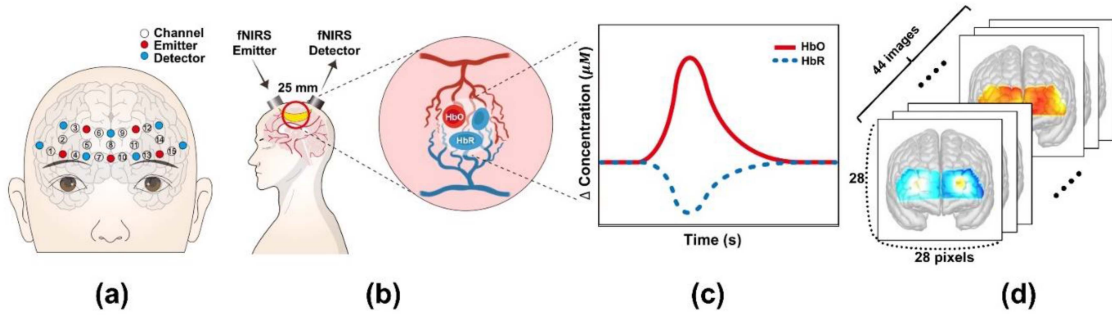 Channel
Emitter
Detector
3 6 9 12
2 5 8 11 14
1 4 7 10 13
(a)
fNIRS
Emitter
fNIRS
Detector
25 mm
HbO
HbR
(b)
Δ Concentration (μM)
HbO
HbR
Time (s)
(c)
44 images
28
28 pixels
(d)